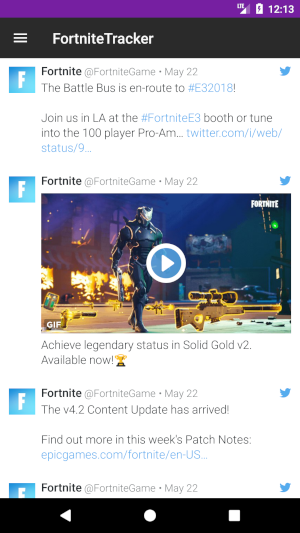 LTE 12:13
FortniteTracker
Fortnite @FortniteGame • May 22
The Battle Bus is en-route to #E32018!
Join us in LA at the #FortniteE3 booth or tune
into the 100 player Pro-Am... twitter.com/i/web/
status/9...
Fortnite @FortniteGame • May 22
FORTNITE
GIF
Achieve legendary status in Solid Gold v2.
Available now!🏆
Fortnite @FortniteGame • May 22
The v4.2 Content Update has arrived!
Find out more in this week's Patch Notes:
epicgames.com/fortnite/en-US...
Fortnite @FortniteGame • May 22